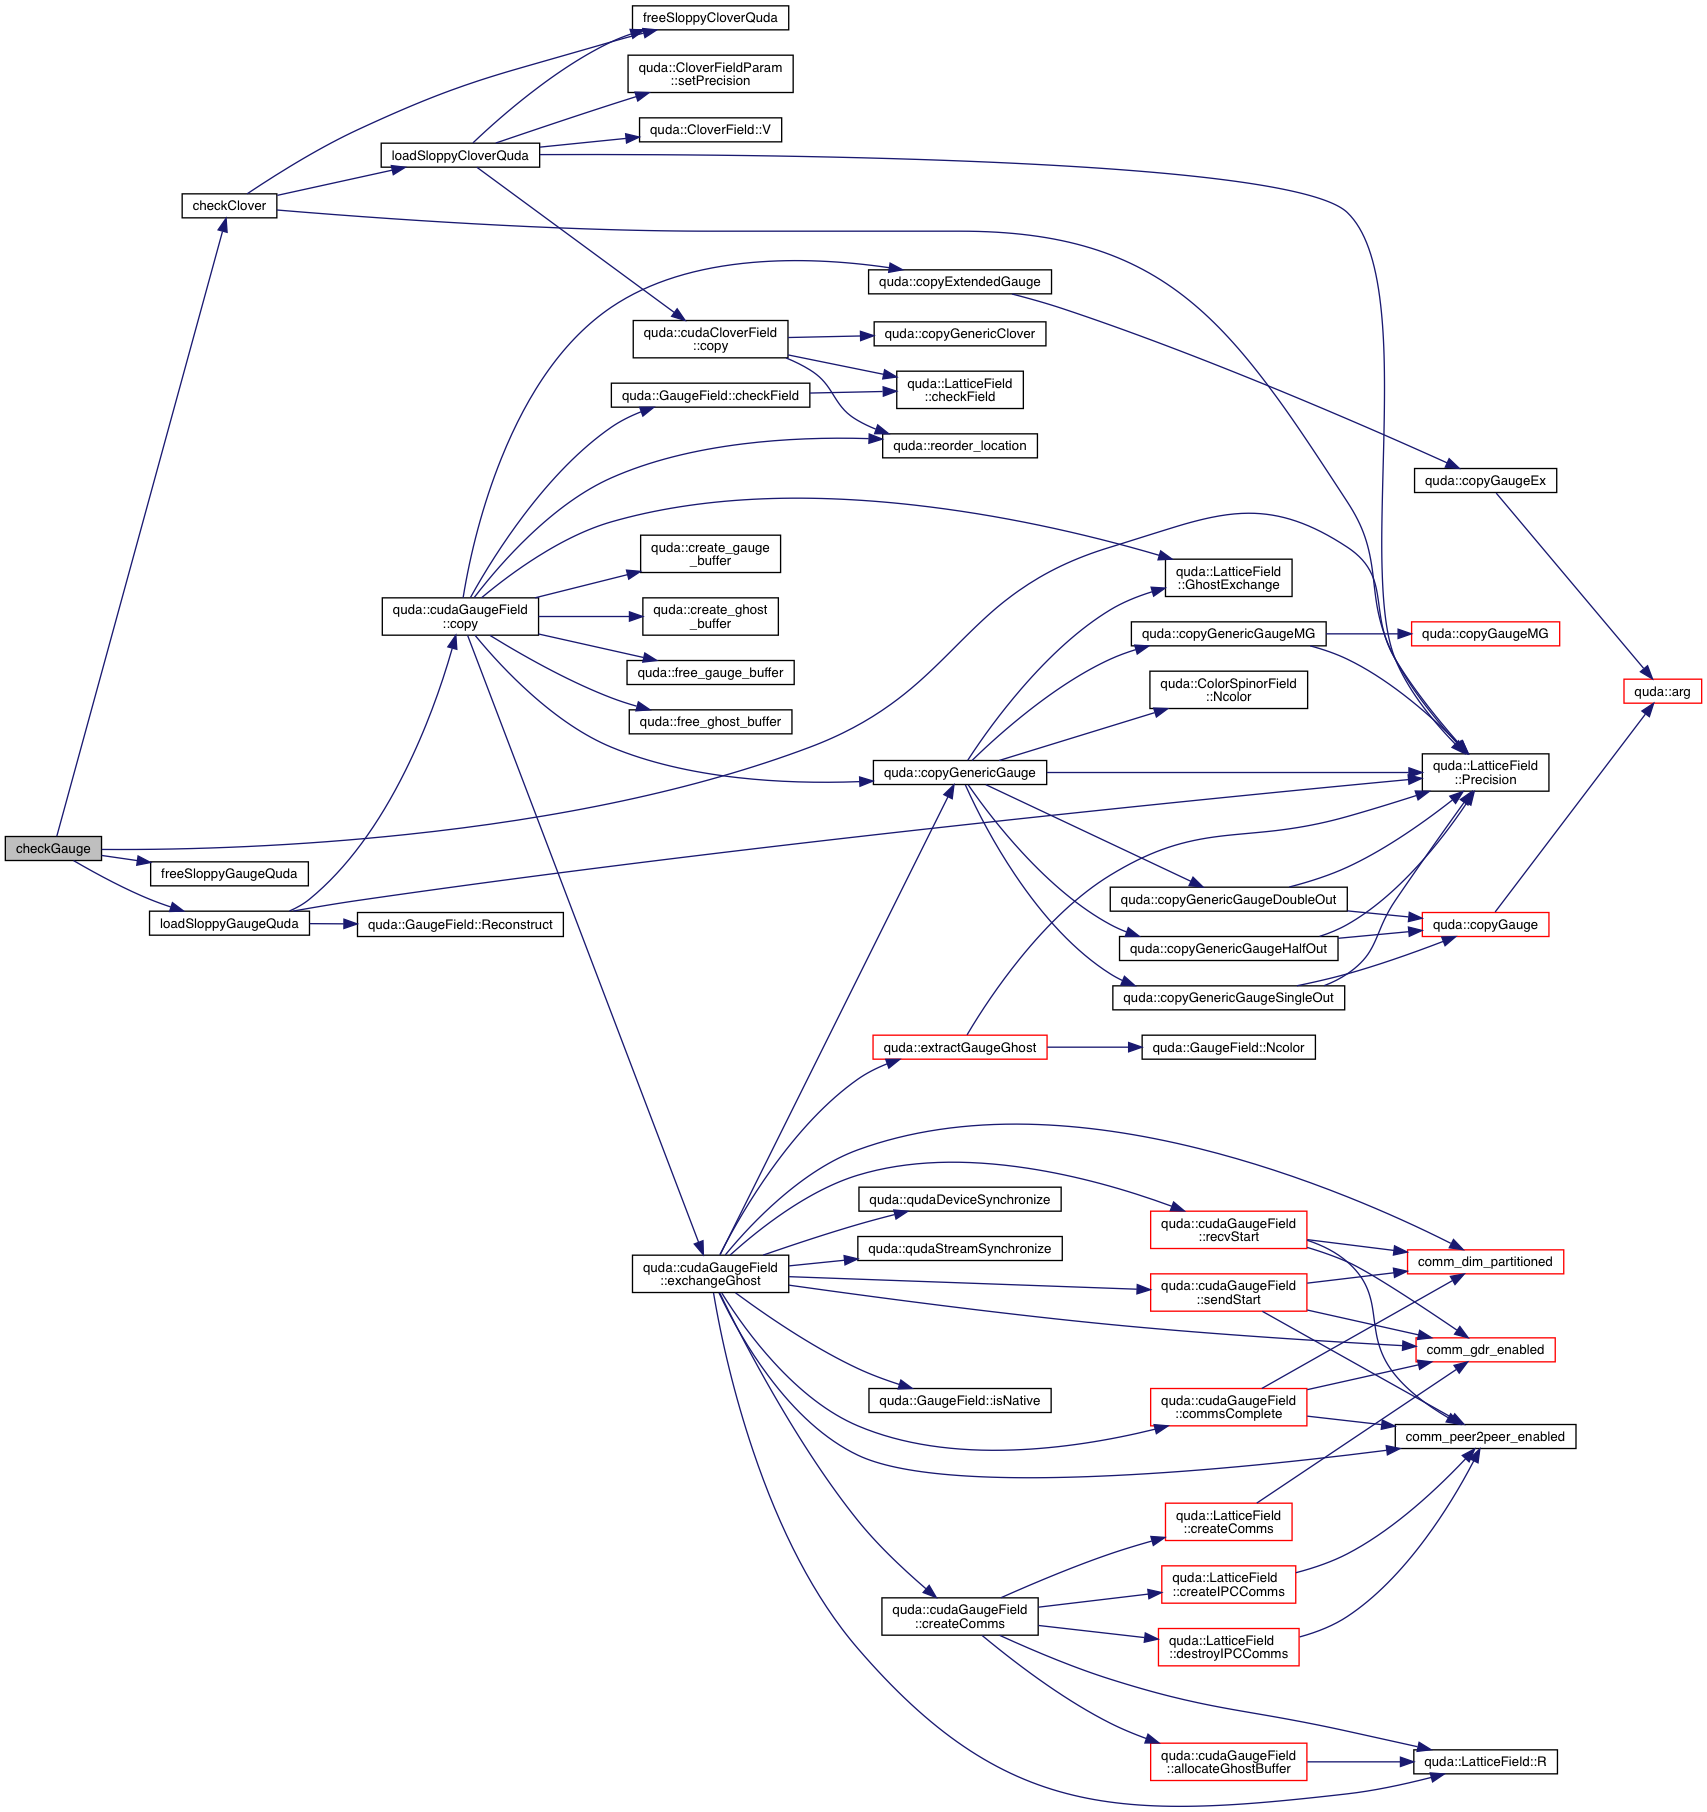 freeSloppyCloverQuda
quda::CloverFieldParam
::setPrecision
quda::CloverField::V
loadSloppyCloverQuda
checkClover
quda::copyExtendedGauge
quda::cudaCloverField
::copy
quda::copyGenericClover
quda::LatticeField
::checkField
quda::GaugeField::checkField
quda::reorder_location
quda::copyGaugeEx
quda::create_gauge
_buffer
quda::LatticeField
::GhostExchange
quda::cudaGaugeField
::copy
quda::create_ghost
_buffer
quda::copyGenericGaugeMG
quda::copyGaugeMG
quda::free_gauge_buffer
quda::ColorSpinorField
::Ncolor
quda::arg
quda::free_ghost_buffer
quda::copyGenericGauge
quda::LatticeField
::Precision
checkGauge
freeSloppyGaugeQuda
quda::copyGenericGaugeDoubleOut
loadSloppyGaugeQuda
quda::GaugeField::Reconstruct
quda::copyGauge
quda::copyGenericGaugeHalfOut
quda::copyGenericGaugeSingleOut
quda::extractGaugeGhost
quda::GaugeField::Ncolor
quda::qudaDeviceSynchronize
quda::cudaGaugeField
::recvStart
quda::qudaStreamSynchronize
comm_dim_partitioned
quda::cudaGaugeField
::exchangeGhost
quda::cudaGaugeField
::sendStart
comm_gdr_enabled
quda::GaugeField::isNative
quda::cudaGaugeField
::commsComplete
comm_peer2peer_enabled
quda::LatticeField
::createComms
quda::LatticeField
::createIPCComms
quda::cudaGaugeField
::createComms
quda::LatticeField
::destroyIPCComms
quda::cudaGaugeField
::allocateGhostBuffer
quda::LatticeField::R